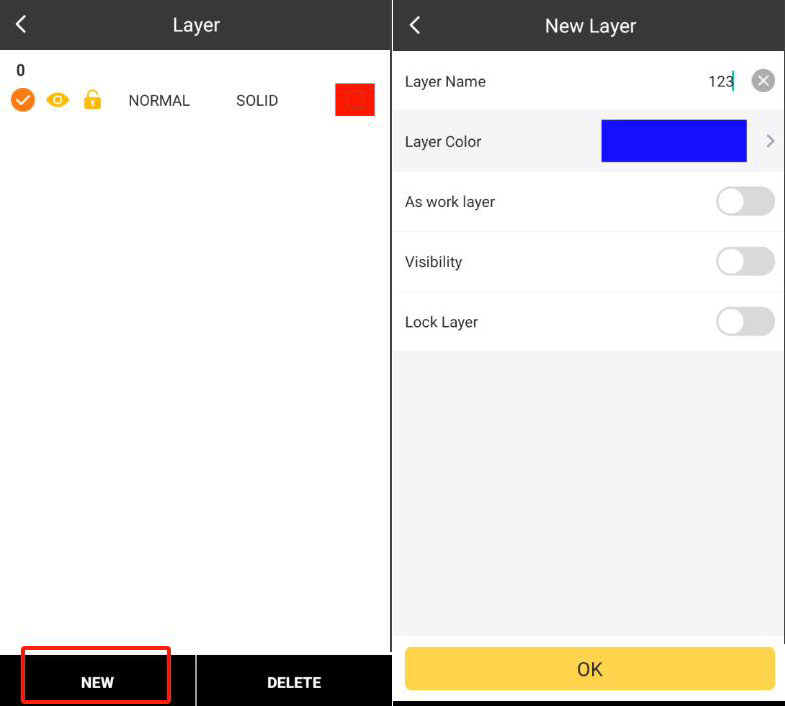 Layer
0
NORMAL SOLID
NEW DELETE
New Layer
Layer Name 123
Layer Color
As work layer
Visibility
Lock Layer
OK